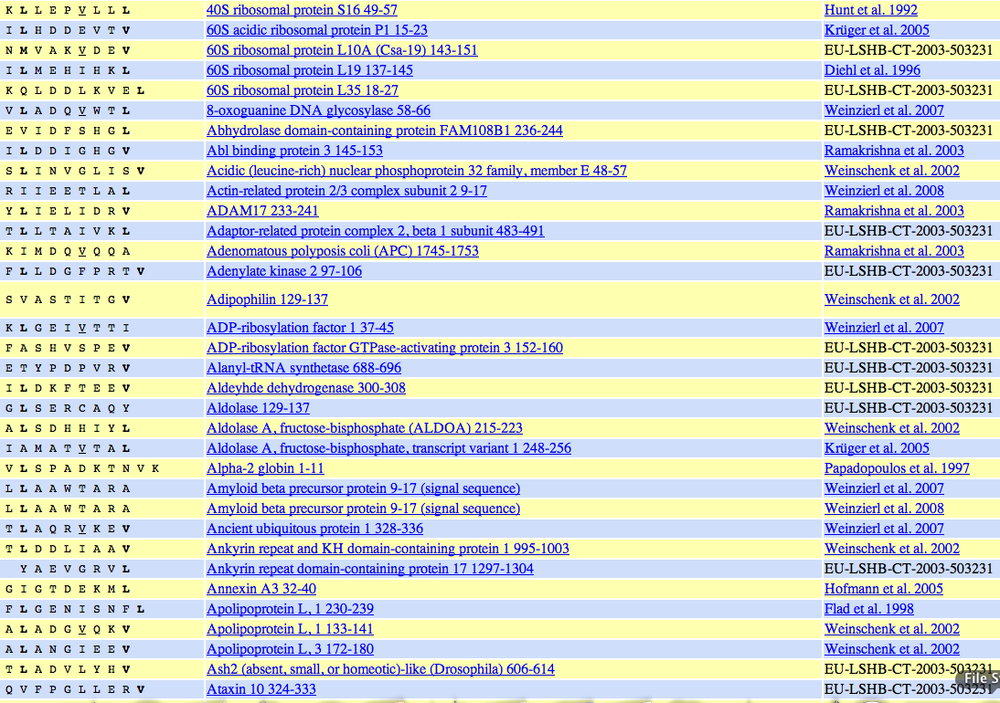 K L L E P V L L L 40S ribosomal protein S16 49-57 Hunt et al. 1992
I L H D D E V T V 60S acidic ribosomal protein P1 15-23 Krüger et al. 2005
N M V A K V D E V 60S ribosomal protein L10A (Csa-19) 143-151 EU-LSHB-CT-2003-503231
I L M E H I H K L 60S ribosomal protein L19 137-145 Diehl et al. 1996
K Q L D D L K V E L 60S ribosomal protein L35 18-27 EU-LSHB-CT-2003-503231
V L A D Q V W T L 8-oxoguanine DNA glycosylase 58-66 Weinzierl et al. 2007
E V I D F S H G L Abhydrolase domain-containing protein FAM108B1 236-244 EU-LSHB-CT-2003-503231
I L D D I G H G V Abl binding protein 3 145-153 Ramakrishna et al. 2003
S L I N V G L I S V Acidic (leucine-rich) nuclear phosphoprotein 32 family, member E 48-57 Weinschenk et al. 2002
R I I E E T L A L Actin-related protein 2/3 complex subunit 2 9-17 Weinzierl et al. 2008
Y L I E L I D R V ADAM17 233-241 Ramakrishna et al. 2003
T L L T A I V K L Adaptor-related protein complex 2, beta 1 subunit 483-491 EU-LSHB-CT-2003-503231
K I M D Q V Q Q A Adenomatous polyposis coli (APC) 1745-1753 Ramakrishna et al. 2003
F L L D G F P R T V Adenylate kinase 2 97-106 EU-LSHB-CT-2003-503231
S V A S T I T G V Adipophilin 129-137 Weinschenk et al. 2002
K L G E I V T T I ADP-ribosylation factor 1 37-45 Weinzierl et al. 2007
F A S H V S P E V ADP-ribosylation factor GTPase-activating protein 3 152-160 EU-LSHB-CT-2003-503231
E T Y P D P V R V Alanyl-tRNA synthetase 688-696 EU-LSHB-CT-2003-503231
I L D K F T E E V Aldeyhde dehydrogenase 300-308 EU-LSHB-CT-2003-503231
G L S E R C A Q Y Aldolase 129-137 EU-LSHB-CT-2003-503231
A L S D H H I Y L Aldolase A, fructose-bisphosphate (ALDOA) 215-223 Weinschenk et al. 2002
I A M A T V T A L Aldolase A, fructose-bisphosphate, transcript variant 1 248-256 Krüger et al. 2005
V L S P A D K T N V K Alpha-2 globin 1-11 Papadopoulos et al. 1997
L L A A W T A R A Amyloid beta precursor protein 9-17 (signal sequence) Weinzierl et al. 2007
L L A A W T A R A Amyloid beta precursor protein 9-17 (signal sequence) Weinzierl et al. 2008
T L A Q R V K E V Ancient ubiquitous protein 1 328-336 Weinzierl et al. 2007
T L D D L I A A V Ankyrin repeat and KH domain-containing protein 1 995-1003 Weinschenk et al. 2002
Y A E V G R V L Ankyrin repeat domain-containing protein 17 1297-1304 EU-LSHB-CT-2003-503231
G I G T D E K M L Annexin A3 32-40 Hofmann et al. 2005
F L G E N I S N F L Apolipoprotein L, 1 230-239 Flad et al. 1998
A L A D G V Q K V Apolipoprotein L, 1 133-141 Weinschenk et al. 2002
A L A N G I E E V Apolipoprotein L, 3 172-180 Weinschenk et al. 2002
T L A D V L Y H V Ash2 (absent, small, or homeotic)-like (Drosophila) 606-614 EU-LSHB-CT-2003-503231
Q V F P G L L E R V Ataxin 10 324-333 EU-LSHB-CT-2003-503231
File S